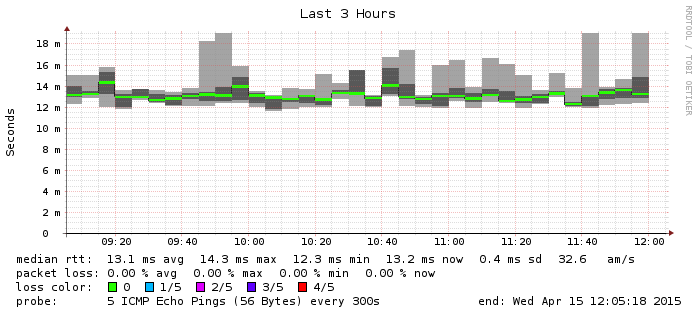 Last 3 Hours
RRDTOOL / TOBI OETIKER
Seconds
18 m
16 m
14 m
12 m
10 m
8 m
6 m
4 m
2 m
0
09:20 09:40 10:00 10:20 10:40 11:00 11:20 11:40 12:00
median rtt: 13.1 ms avg 14.3 ms max 12.3 ms min 13.2 ms now 0.4 ms sd 32.6 am/s
packet loss: 0.00 % avg 0.00 % max 0.00 % min 0.00 % now
loss color: 0 1/5 2/5 3/5 4/5
probe: 5 ICMP Echo Pings (56 Bytes) every 300s end: Wed Apr 15 12:05:18 2015